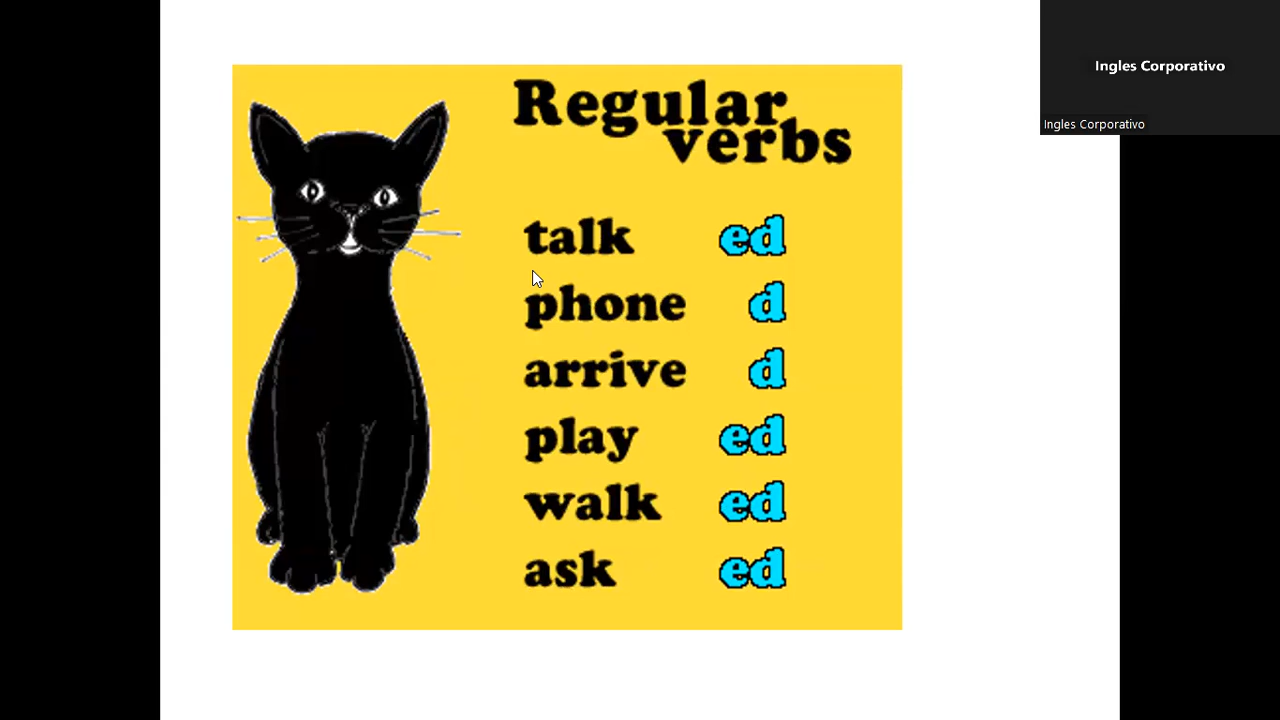 Regular
verbs
talk ed
phone d
arrive d
play ed
walk ed
ask ed
Ingles Corporativo
Ingles Corporativo